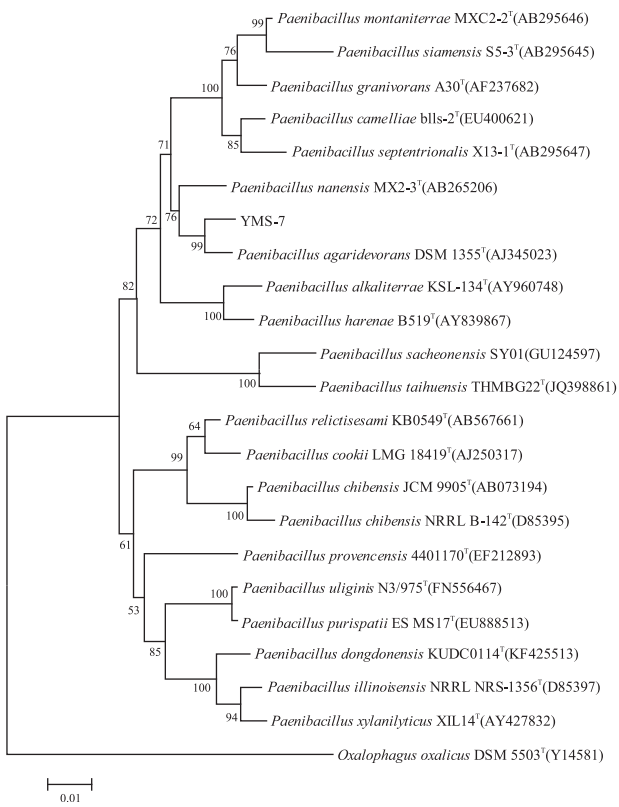 Paenibacillus montaniterrae MXC2-2ᵀ(AB295646)
99
Paenibacillus siamensis S5-3ᵀ(AB295645)
76
Paenibacillus granivorans A30ᵀ(AF237682)
100
Paenibacillus camelliae blls-2ᵀ(EU400621)
85
Paenibacillus septentrionalis X13-1ᵀ(AB295647)
71
Paenibacillus nanensis MX2-3ᵀ(AB265206)
76
72
YMS-7
99
Paenibacillus agaridevorans DSM 1355ᵀ(AJ345023)
82
Paenibacillus alkaliterrae KSL-134ᵀ(AY960748)
100
Paenibacillus harenae B519ᵀ(AY839867)
Paenibacillus sacheonensis SY01(GU124597)
100
Paenibacillus taihuensis THMBG22ᵀ(JQ398861)
Paenibacillus relictisesami KB0549ᵀ(AB567661)
64
Paenibacillus cookii LMG 18419ᵀ(AJ250317)
99
Paenibacillus chibensis JCM 9905ᵀ(AB073194)
100
Paenibacillus chibensis NRRL B-142ᵀ(D85395)
61
Paenibacillus provencensis 4401170ᵀ(EF212893)
Paenibacillus uliginis N3/975ᵀ(FN556467)
100
53
Paenibacillus purispatii ES MS17ᵀ(EU888513)
85
Paenibacillus dongdonensis KUDC0114ᵀ(KF425513)
100
Paenibacillus illinoisensis NRRL NRS-1356ᵀ(D85397)
94
Paenibacillus xylanilyticus XIL14ᵀ(AY427832)
Oxalophagus oxalicus DSM 5503ᵀ(Y14581)
0.01